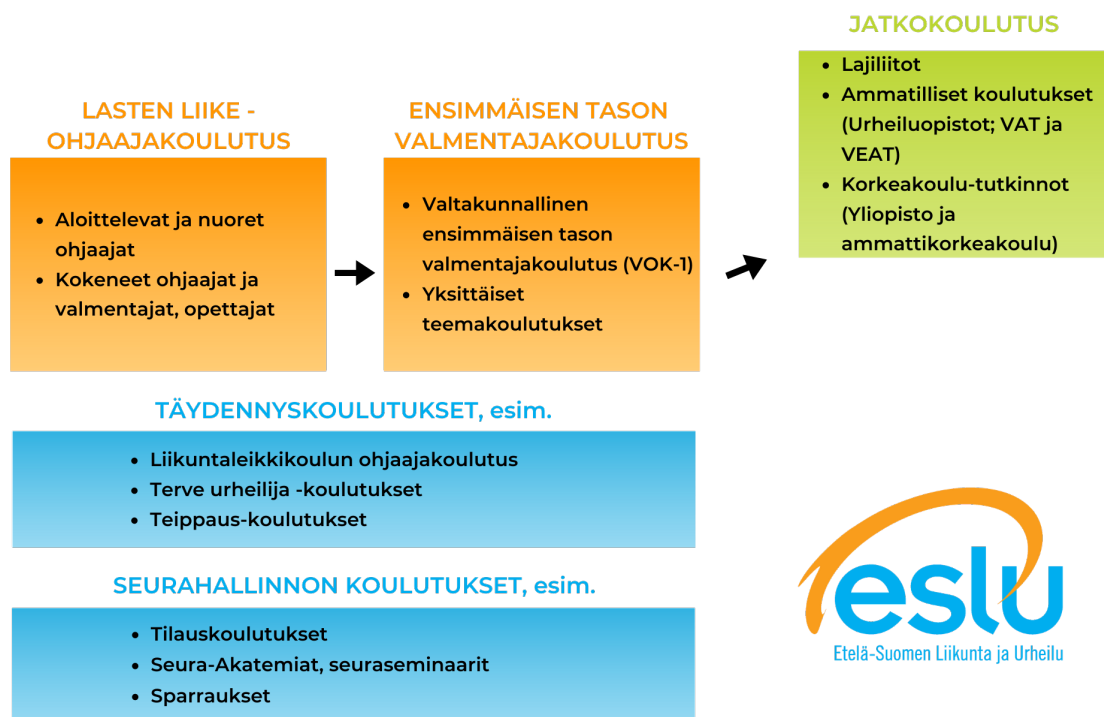 LASTEN LIIKE -
OHJAAJAKOULUTUS
• Aloittelevat ja nuoret
ohjaajat
• Kokeneet ohjaajat ja
valmentajat, opettajat
ENSIMMÄISEN TASON
VALMENTAJAKOULUTUS
• Valtakunnallinen
ensimmäisen tason
valmentajakoulutus (VOK-1)
• Yksittäiset
teemakoulutukset
JATKOKOULUTUS
• Lajiliitot
• Ammatilliset koulutukset
(Urheiluopistot; VAT ja
VEAT)
• Korkeakoulu-tutkinnot
(Yliopisto ja
ammattikorkeakoulu)
TÄYDENNYSKOULUTUKSET, esim.
• Liikuntaleikkikoulun ohjaajakoulutus
• Terve urheilija -koulutukset
• Teippaus-koulutukset
SEURAHALLINNON KOULUTUKSET, esim.
• Tilauskoulutukset
• Seura-Akatemiat, seuraseminaarit
• Sparraukset
eslu
Etelä-Suomen Liikunta ja Urheilu